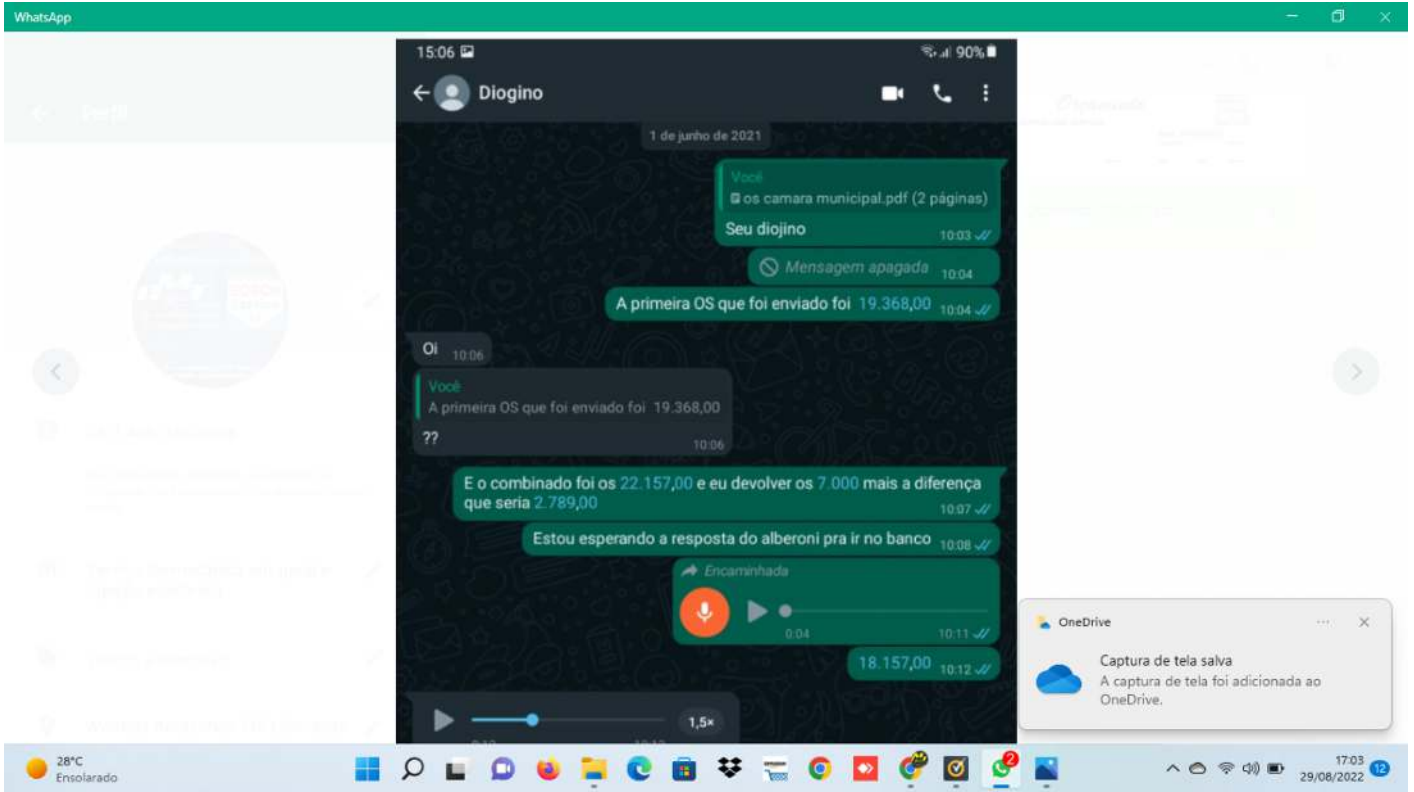 WhatsApp
15:06
90%
Diogino
1 de junho de 2021
Você
os camara municipal.pdf (2 páginas)
Seu diojino
10:03
Mensagem apagada 10:04
A primeira OS que foi enviado foi 19.368,00 10:04
Oi 10:06
Você
A primeira OS que foi enviado foi 19.368,00
??
10:06
E o combinado foi os 22.157,00 e eu devolver os 7.000 mais a diferença
que seria 2.789,00
10:07
Estou esperando a resposta do alberoni pra ir no banco 10:08
Encaminhada
0:04 10:11
18.157,00 10:12
1,5×
OneDrive
Captura de tela salva
A captura de tela foi adicionada ao
OneDrive.
28°C
Ensolarado
2
17:03
29/08/2022
12